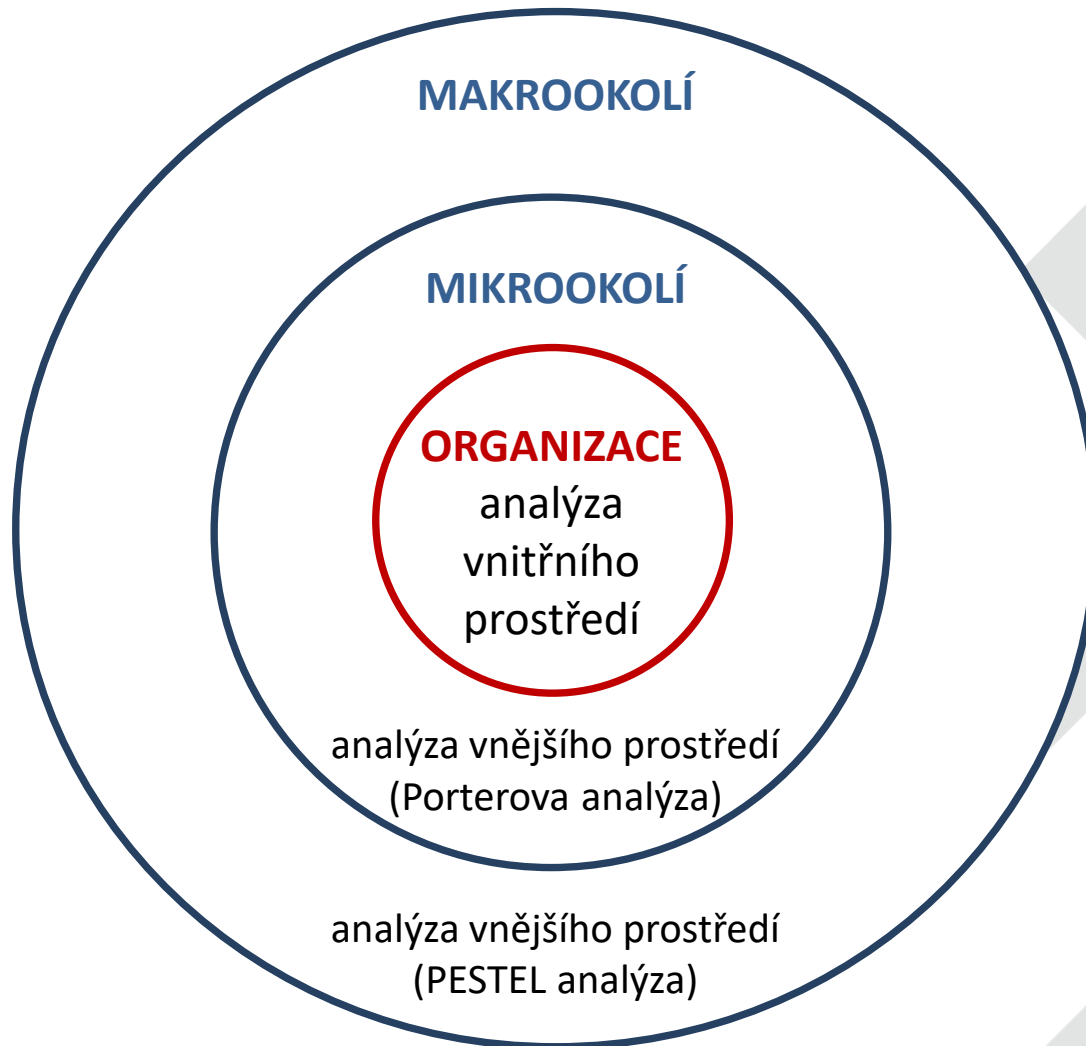 MAKROOKOLÍ
MIKROOKOLÍ
ORGANIZACE
analýza
vnitřního
prostředí
analýza vnějšího prostředí
(Porterova analýza)
analýza vnějšího prostředí
(PESTEL analýza)